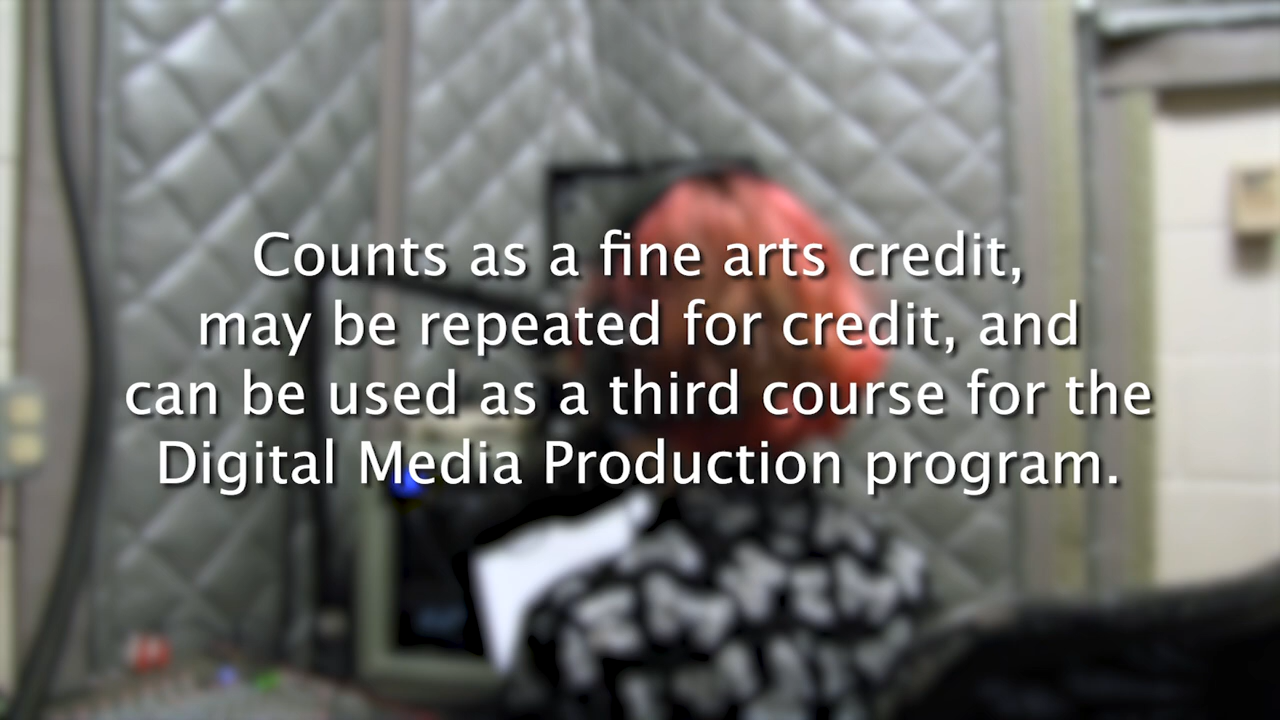 Counts as a fine arts credit,
may be repeated for credit, and
can be used as a third course for the
Digital Media Production program.